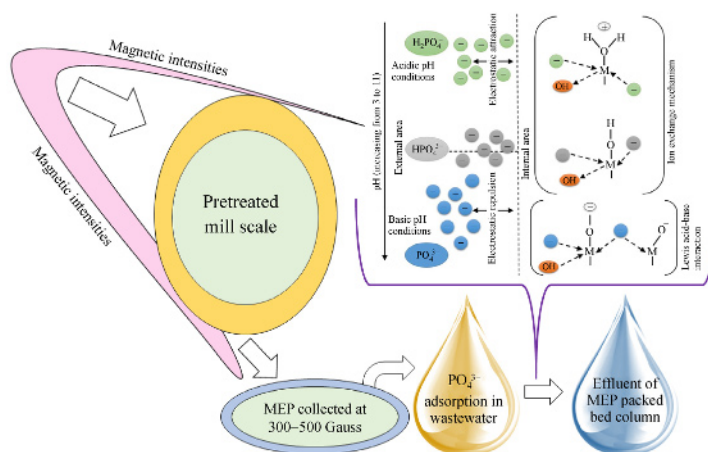 Magnetic intensities
Magnetic intensities
Pretreated
mill scale
MEP collected at
300–500 Gauss
PO₄³⁻
adsorption in
wastewater
Effluent of
MEP packed
bed column
pH (increasing from 3 to 11)
H₂PO₄⁻
Acidic pH
conditions
External area
HPO₄²⁻
Basic pH
conditions
PO₄³⁻
Electrostatic attraction
Electrostatic repulsion
Internal area
H
H
O
M
OH
Ion exchange mechanism
H
O
M
OH
O
M
OH
O⁻
M
Lewis acid-base
interaction